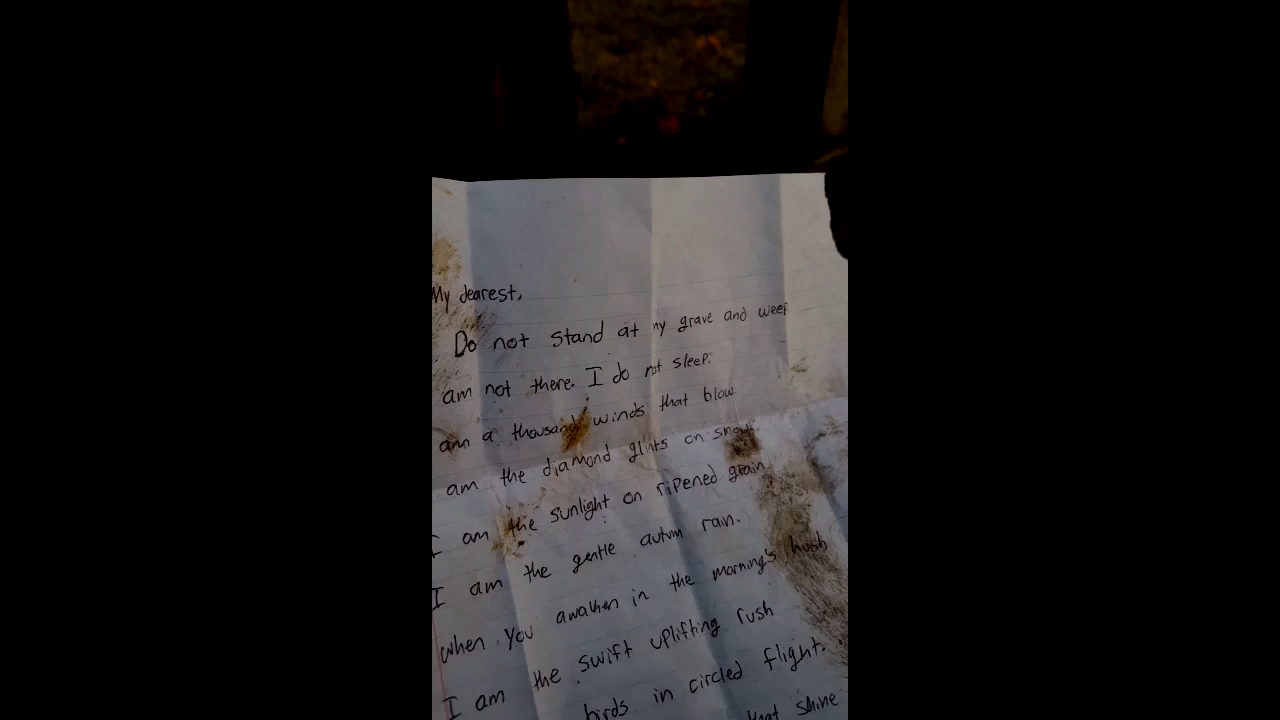 My dearest,
Do not stand at my grave and weep
am not there. I do not sleep.
am a thousand winds that blow.
am the diamond glints on snow
I am the sunlight on ripened grain
I am the gentle autum rain.
when you awaken in the morning's hush
I am the swift uplifting rush
birds in circled flight.
that shine